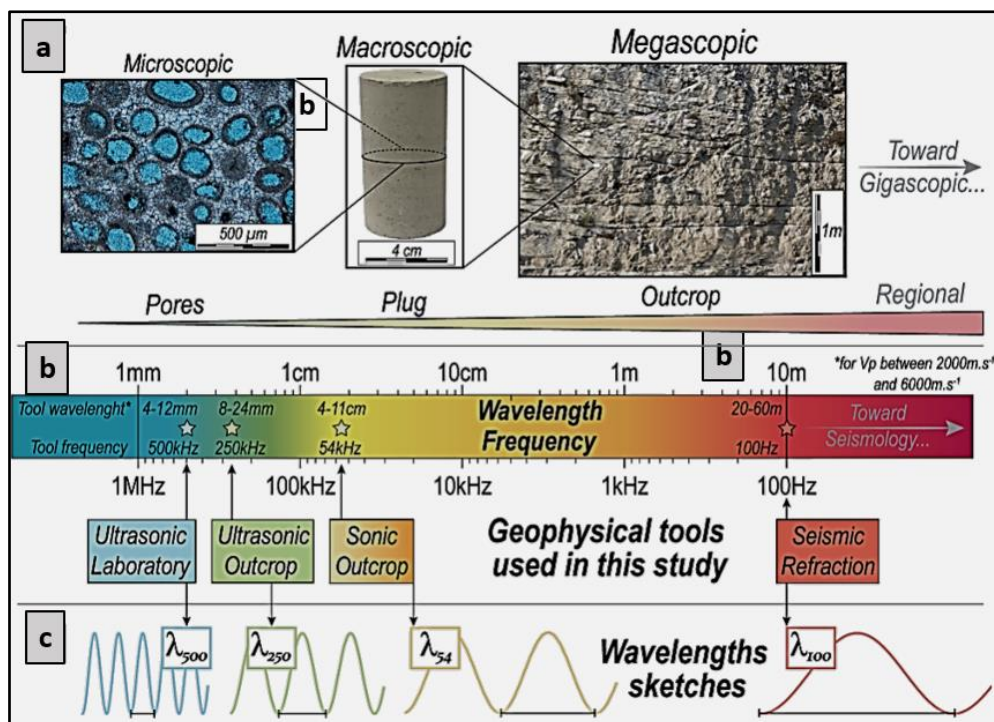 a
Microscopic
b
500 µm
Macroscopic
4 cm
Megascopic
1m
Toward
Gigascopic...
Pores
Plug
Outcrop
Regional
b
b
1mm
1cm
10cm
1m
10m
*for Vp between 2000m.s⁻¹
and 6000m.s⁻¹
Tool wavelenght*
4-12mm
8-24mm
4-11cm
Wavelength
20-60m
Toward
Tool frequency
500kHz
250kHz
54kHz
Frequency
100Hz
Seismology...
1MHz
100kHz
10kHz
1kHz
100Hz
Ultrasonic
Laboratory
Ultrasonic
Outcrop
Sonic
Outcrop
Geophysical tools
used in this study
Seismic
Refraction
c
λ500
λ250
λ54
Wavelengths
sketches
λ100